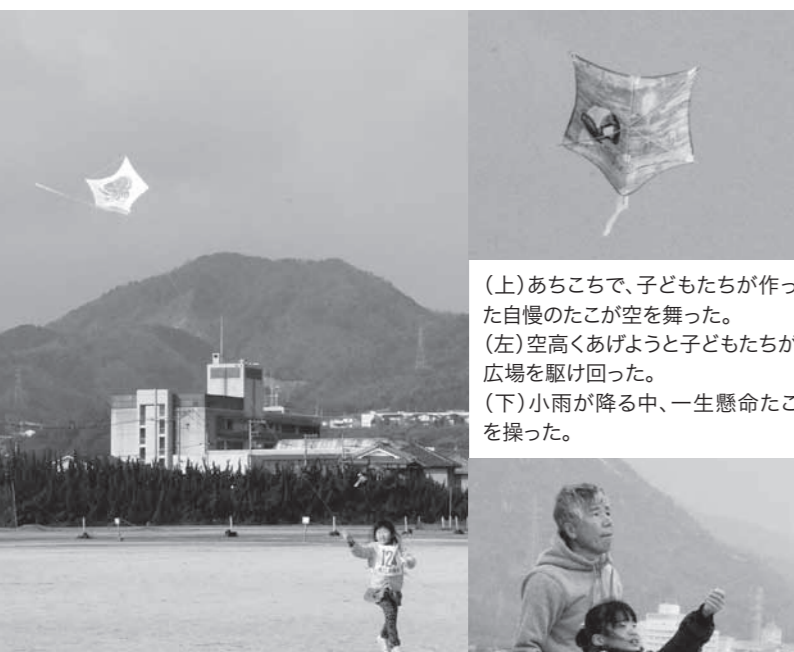 （上）あちこちで、子どもたちが作っ
た自慢のたこが空を舞った。
（左）空高くあげようと子どもたちが
広場を駆け回った。
（下）小雨が降る中、一生懸命たこ
を操った。
124